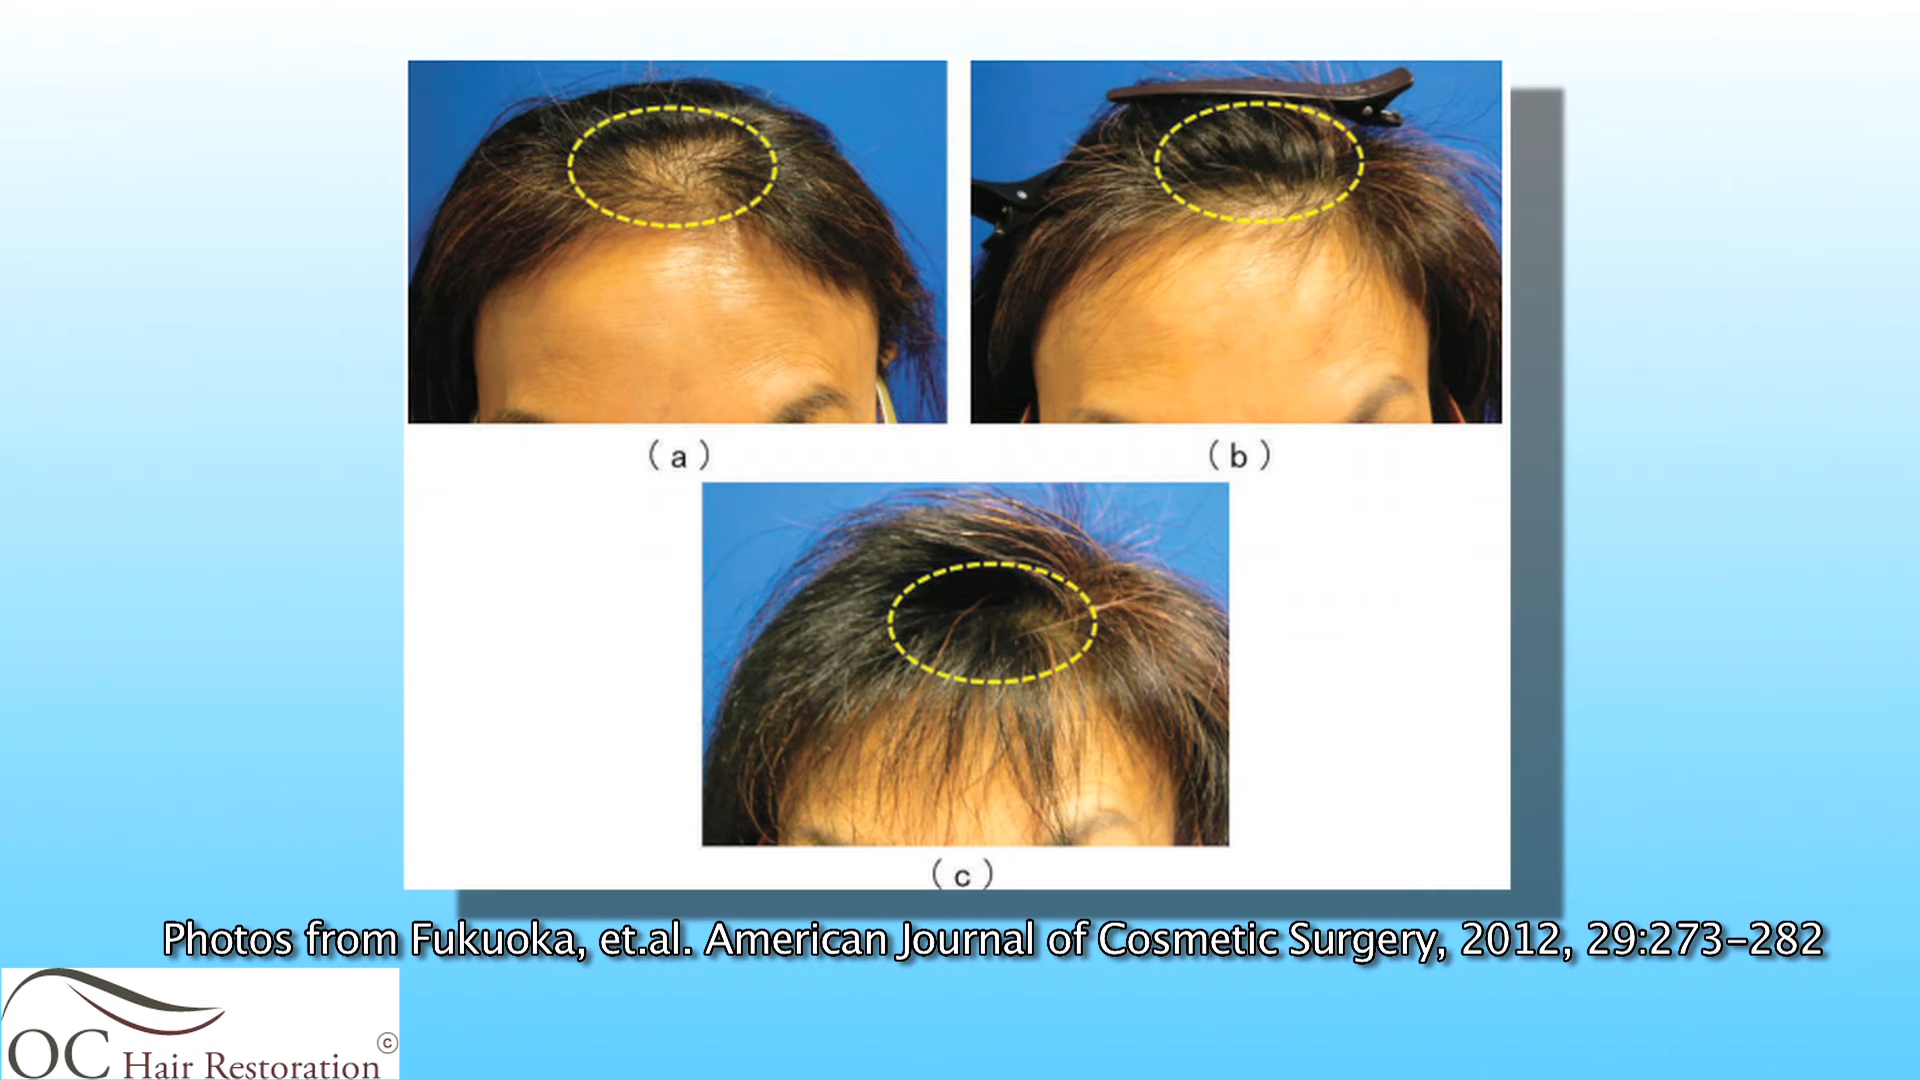 (a)
(b)
(c)
Photos from Fukuoka, et.al. American Journal of Cosmetic Surgery, 2012, 29:273-282
OC Hair Restoration ©